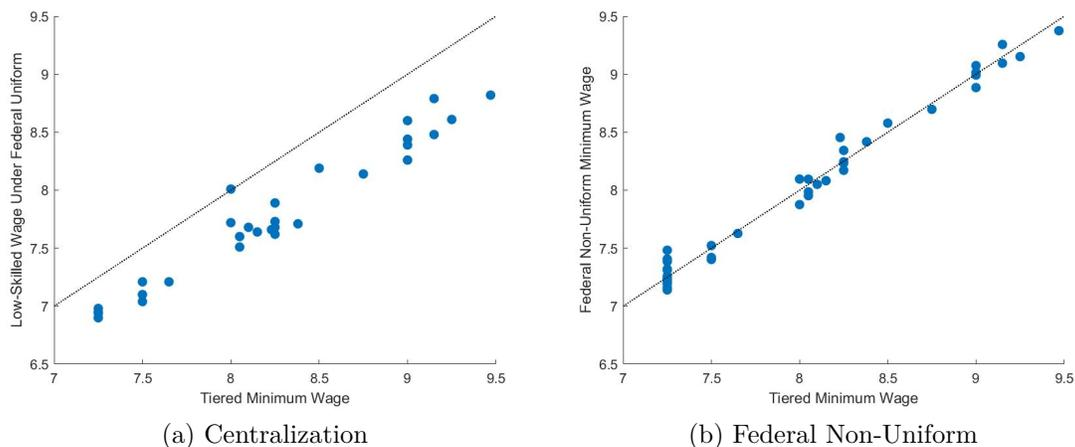 9.5
9
8.5
8
7.5
7
6.5
Low-Skilled Wage Under Federal Uniform
7 7.5 8 8.5 9 9.5
Tiered Minimum Wage
(a) Centralization
9.5
9
8.5
8
7.5
7
6.5
Federal Non-Uniform Minimum Wage
7 7.5 8 8.5 9 9.5
Tiered Minimum Wage
(b) Federal Non-Uniform